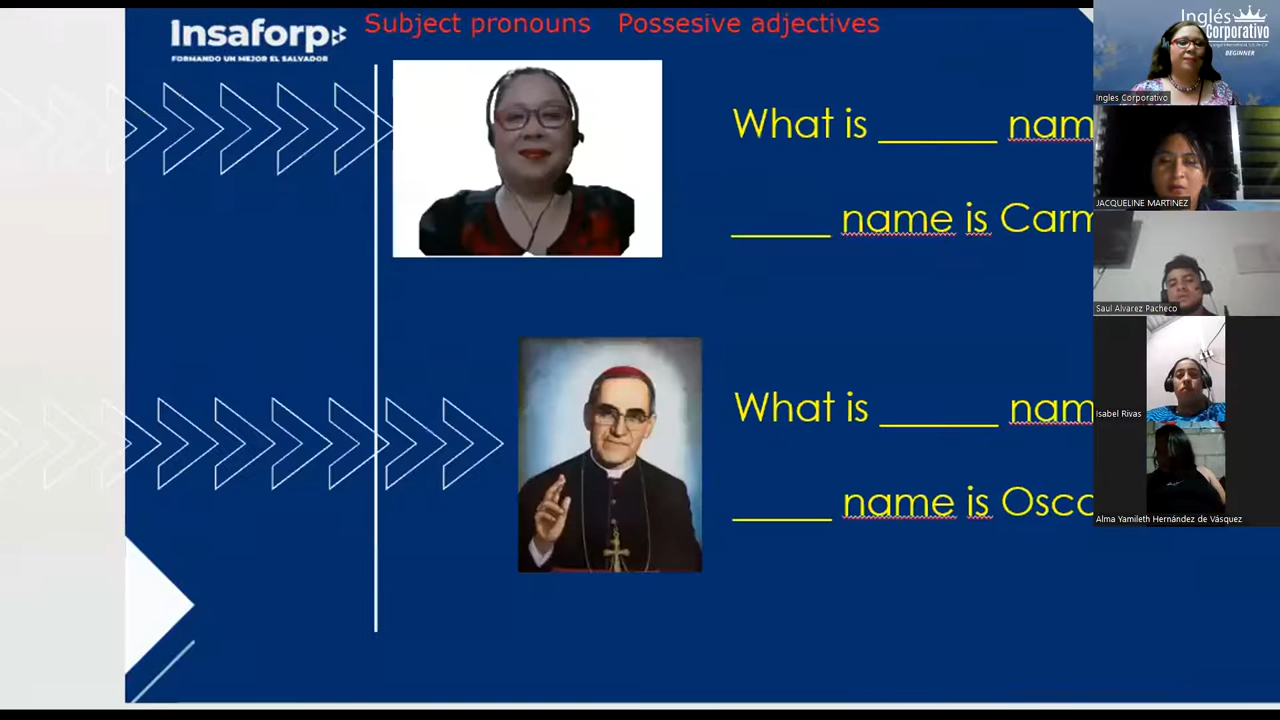 Subject pronouns Possesive adjectives
Insaforp
FORMANDO UN MEJOR EL SALVADOR
What is ______ nam
_____ name is Carm
What is ______ nam
_____ name is Osco
Inglés
Corporativo
BEGINNER
Ingles Corporativo
JACQUELINE MARTINEZ
Saul Alvarez Pacheco
Isabel Rivas
Alma Yamileth Hernández de Vásquez